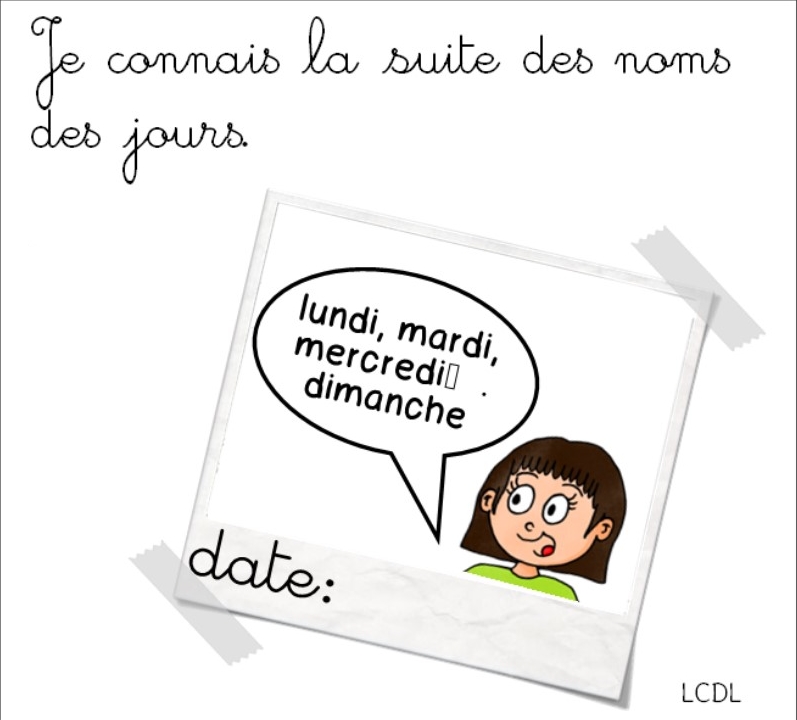 Je connais la suite des noms
des jours.
lundi, mardi,
mercredi▯ .
dimanche
date:
LCDL